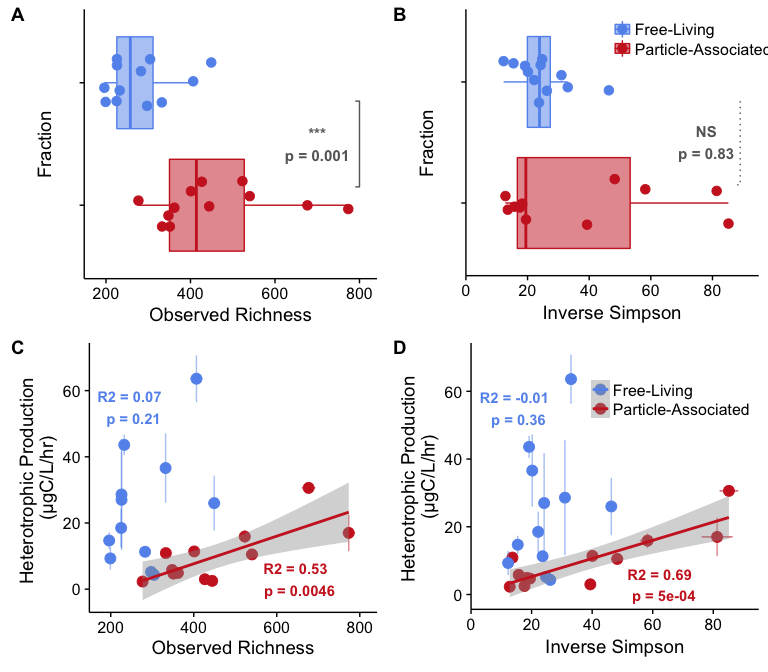 A
Fraction
***
p = 0.001
200
400
600
800
Observed Richness
B
Free-Living
Particle-Associated
Fraction
NS
p = 0.83
0
20
40
60
80
Inverse Simpson
C
Heterotrophic Production
(μgC/L/hr)
60
40
20
0
R2 = 0.07
p = 0.21
R2 = 0.53
p = 0.0046
200
400
600
800
Observed Richness
D
Heterotrophic Production
(μgC/L/hr)
60
40
20
0
R2 = -0.01
p = 0.36
Free-Living
Particle-Associated
R2 = 0.69
p = 5e-04
0
20
40
60
80
Inverse Simpson